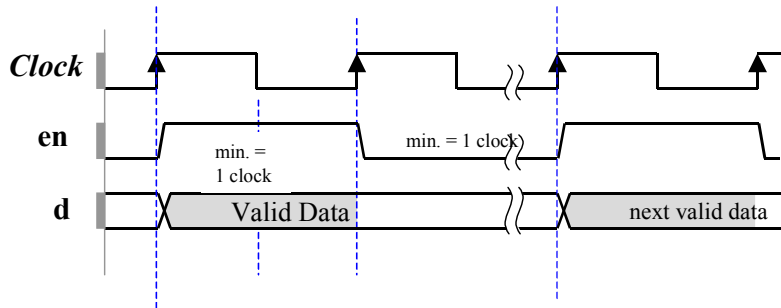 Clock
en
min. =
1 clock
min. = 1 clock
d
Valid Data
next valid data